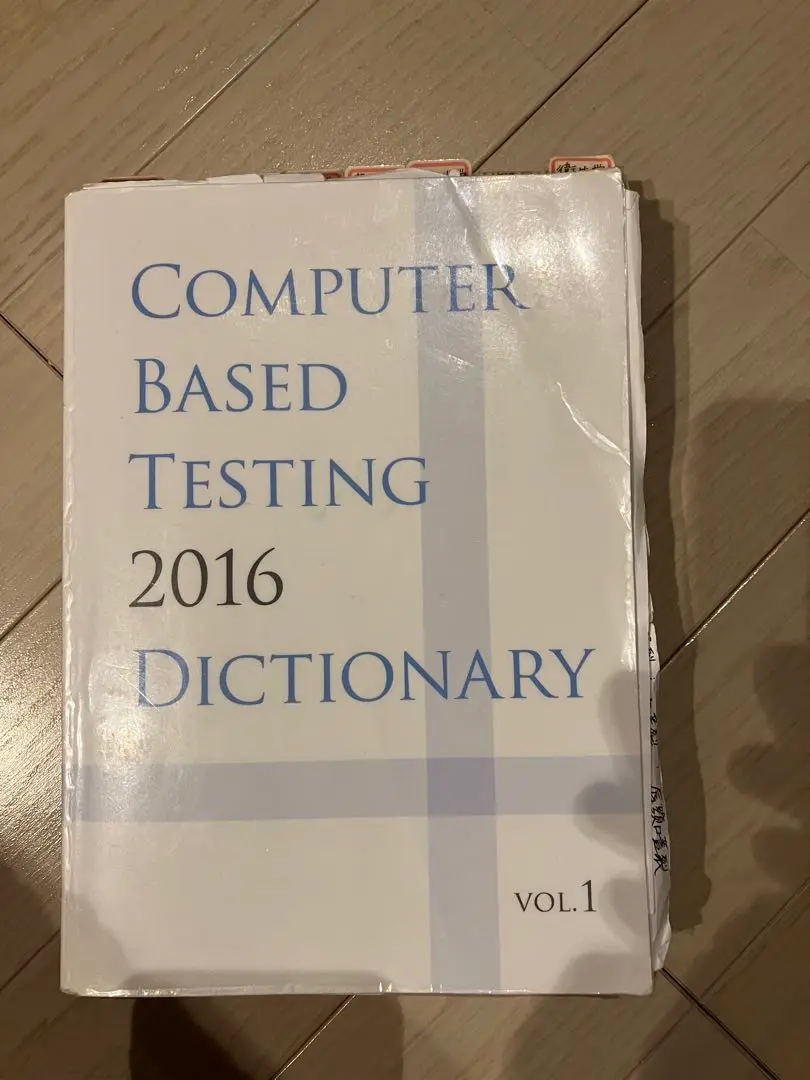 COMPUTER
BASED
TESTING
2016
DICTIONARY
VOL.1